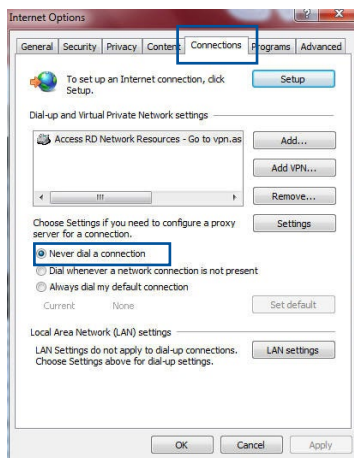 Internet Options
General Security Privacy Content Connections Programs Advanced
To set up an Internet connection, click
Setup.
Setup
Dial-up and Virtual Private Network settings
Access RD Network Resources - Go to vpn.as
Add...
Add VPN...
Remove...
Choose Settings if you need to configure a proxy
server for a connection.
Settings
Never dial a connection
Dial whenever a network connection is not present
Always dial my default connection
Current None
Set default
Local Area Network (LAN) settings
LAN Settings do not apply to dial-up connections.
Choose Settings above for dial-up settings.
LAN settings
OK Cancel Apply